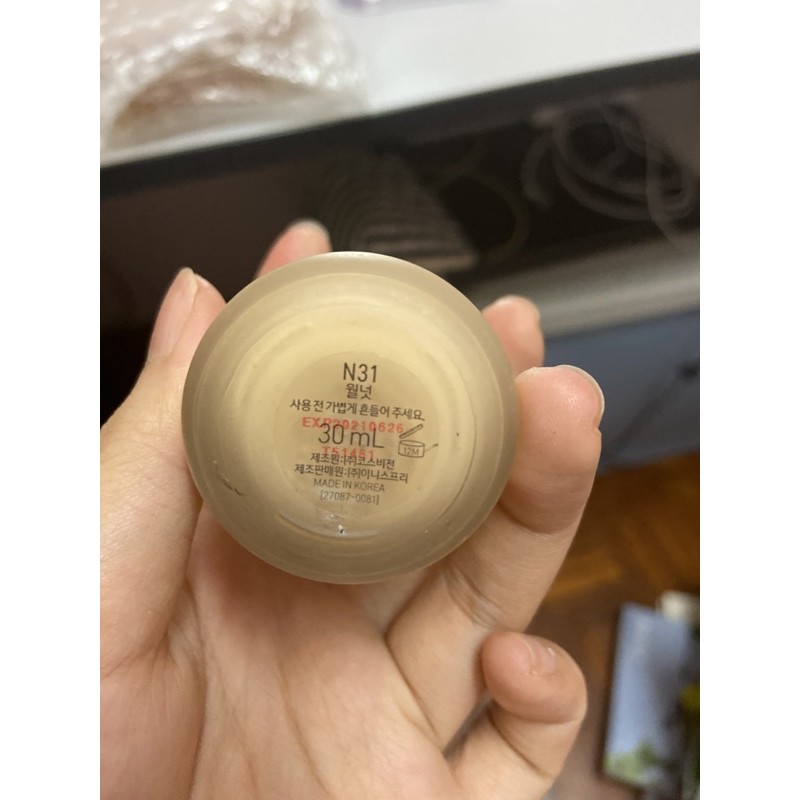 N31
월넛
사용 전 가볍게 흔들어 주세요.
EXP20210626
30 mL
12M
T51461
제조원:(주)코스비전
제조판매원:(주)이니스프리
MADE IN KOREA
[27087-0081]